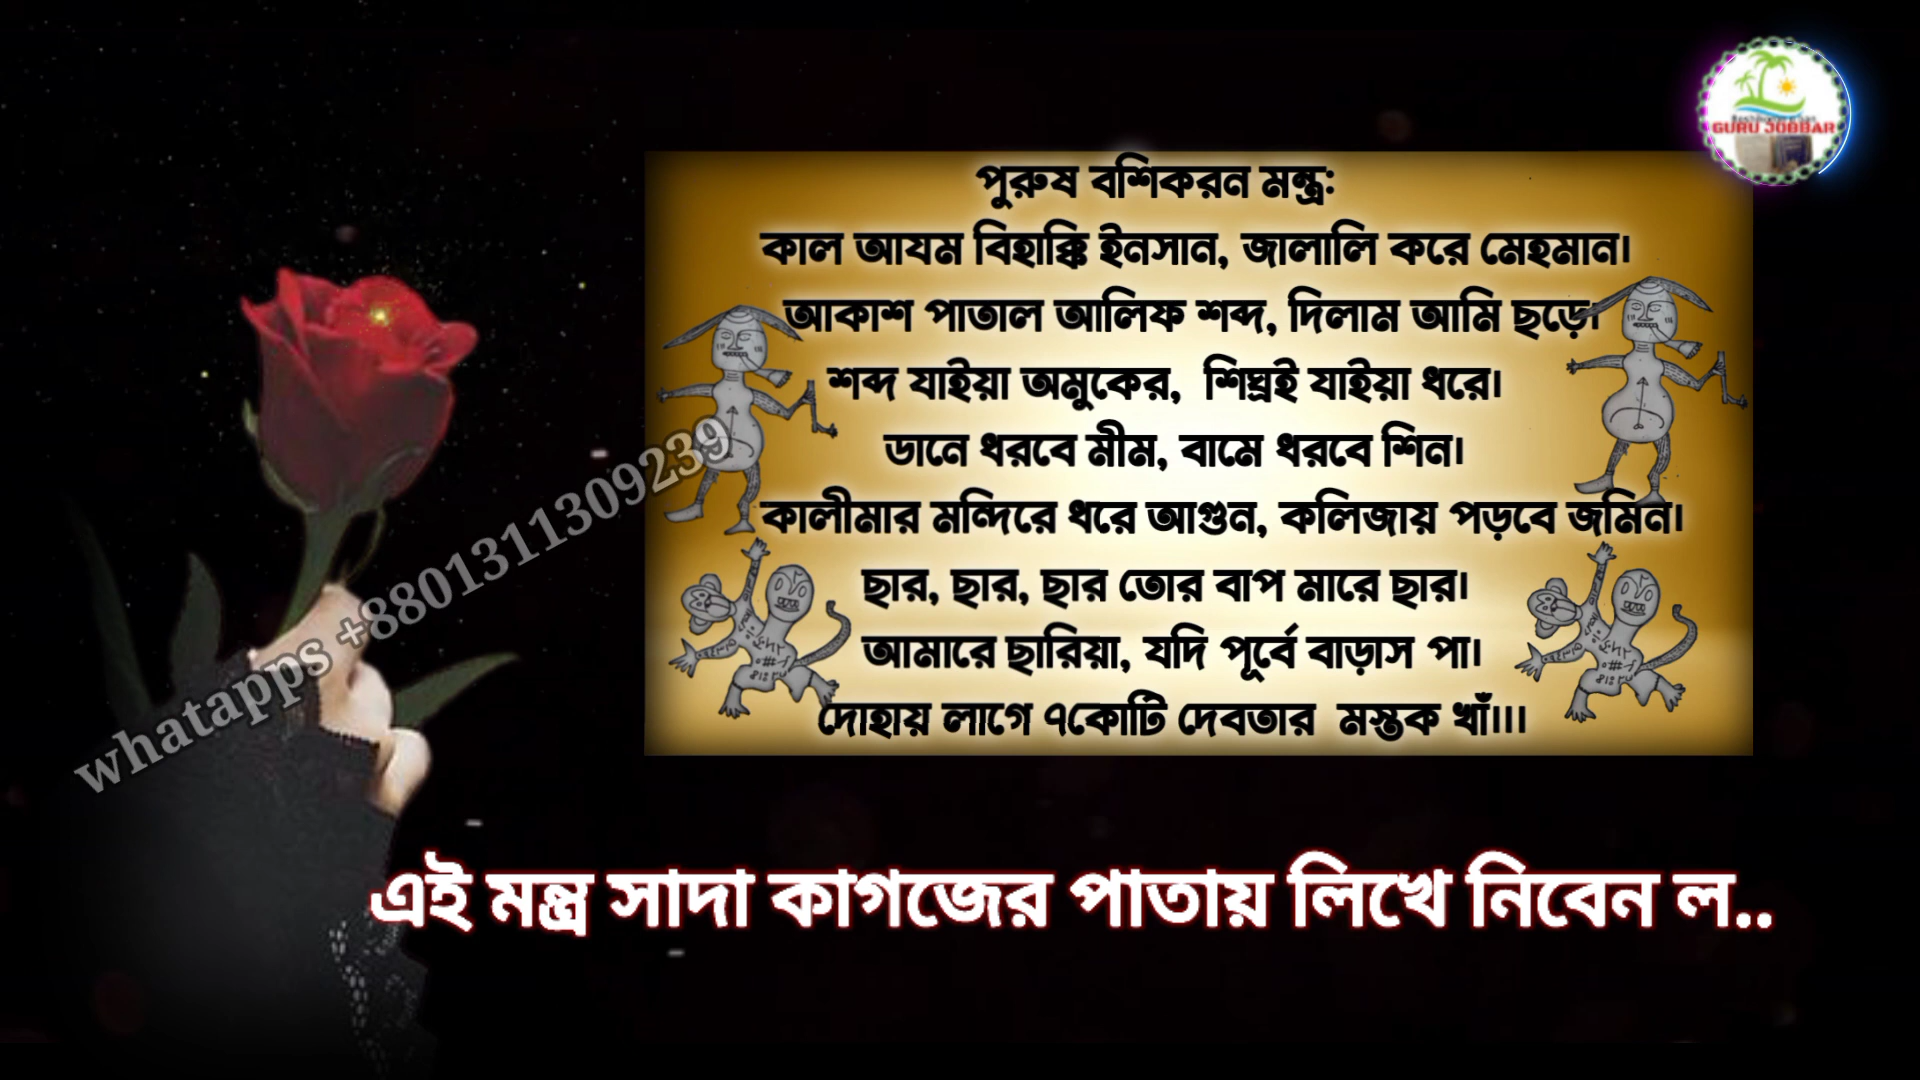 GURU JOBBAR
পুরুষ বশিকরন মন্ত্র:
কাল আযম বিহাক্কি ইনসান, জালালি করে মেহমান।
আকাশ পাতাল আলিফ শব্দ, দিলাম আমি ছড়ে।
শব্দ যাইয়া অমুকের, শিঘ্রই যাইয়া ধরে।
ডানে ধরবে মীম, বামে ধরবে শিন।
কালীমার মন্দিরে ধরে আগুন, কলিজায় পড়বে জমিন।
ছার, ছার, ছার তোর বাপ মারে ছার।
আমারে ছারিয়া, যদি পূর্বে বাড়াস পা।
দোহায় লাগে ৭কোটি দেবতার মস্তক খাঁ।।।
whatapps +8801311309239
এই মন্ত্র সাদা কাগজের পাতায় লিখে নিবেন ল..